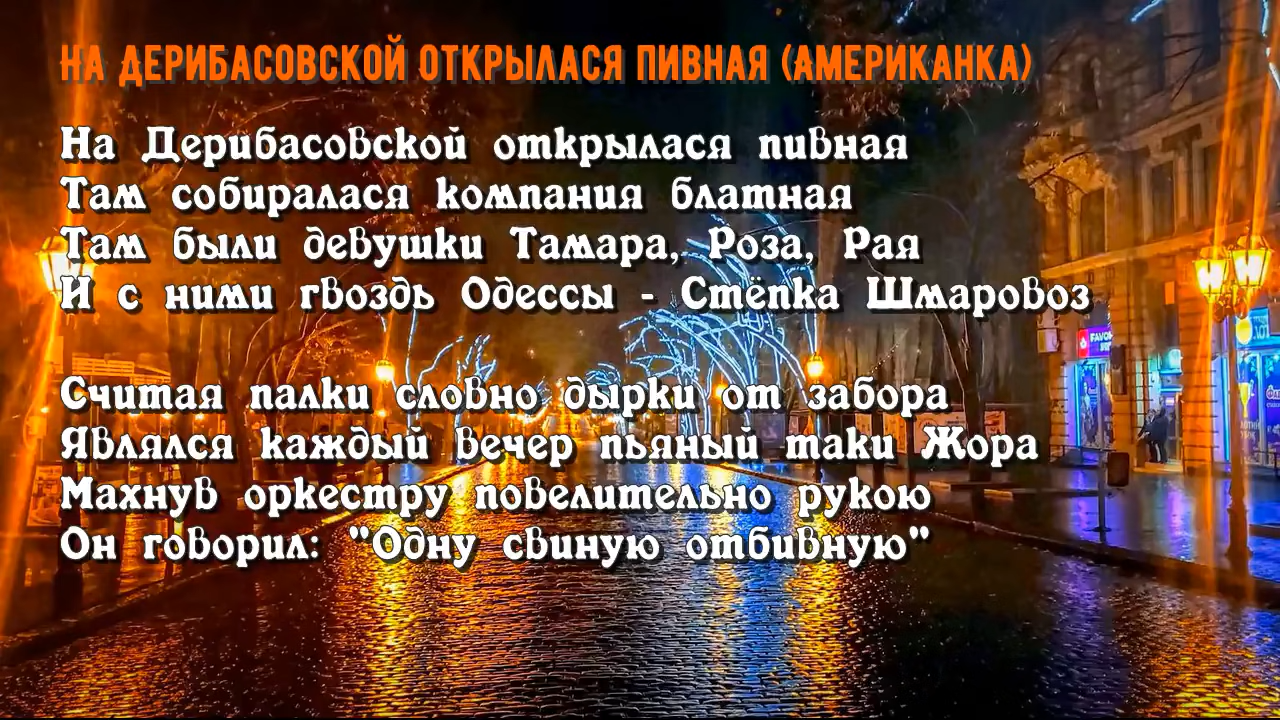 НА ДЕРИБАСОВСКОЙ ОТКРЫЛАСЯ ПИВНАЯ (АМЕРИКАНКА)
На Дерибасовской открылася пивная
Там собиралася компания блатная
Там были девушки Тамара, Роза, Рая
И с ними гвоздь Одессы - Стёпка Шмаровоз
Считая палки словно дырки от забора
Являлся каждый вечер пьяный таки Жора
Махнув оркестру повелительно рукою
Он говорил: "Одну свиную отбивную"